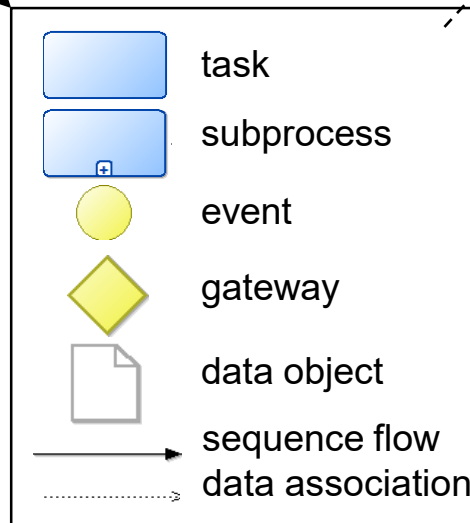 task
subprocess
event
gateway
data object
sequence flow
data association